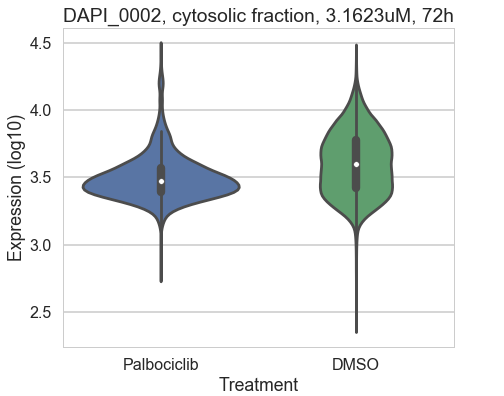 DAPI_0002, cytosolic fraction, 3.1623uM, 72h
4.5
4.0
3.5
3.0
2.5
Expression (log10)
Palbociclib
DMSO
Treatment